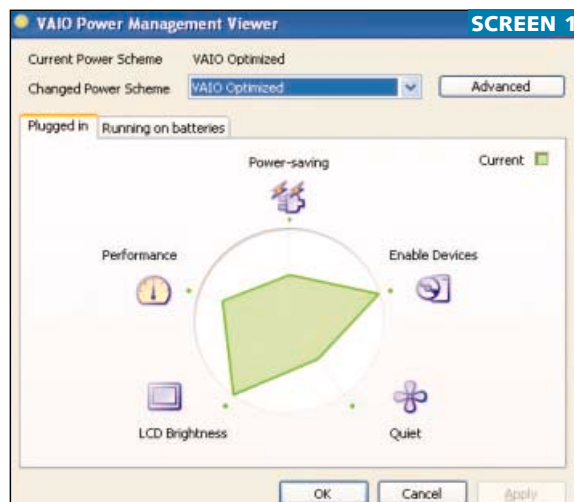 VAIO Power Management Viewer
SCREEN 1
Current Power Scheme VAIO Optimized
Changed Power Scheme VAIO Optimized Advanced
Plugged in Running on batteries
Power-saving Current
Performance Enable Devices
LCD Brightness Quiet
OK Cancel Apply